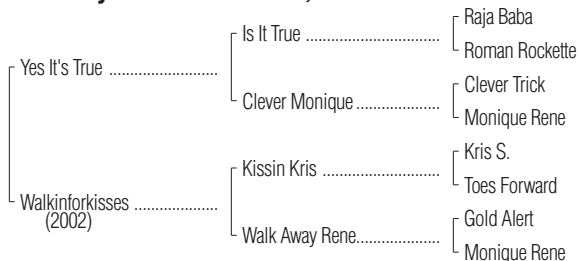 Raja Baba
Is It True
Roman Rockette
Yes It's True
Clever Trick
Clever Monique
Monique Rene
Kris S.
Kissin Kris
Toes Forward
Walkinforkisses
(2002)
Gold Alert
Walk Away Rene
Monique Rene